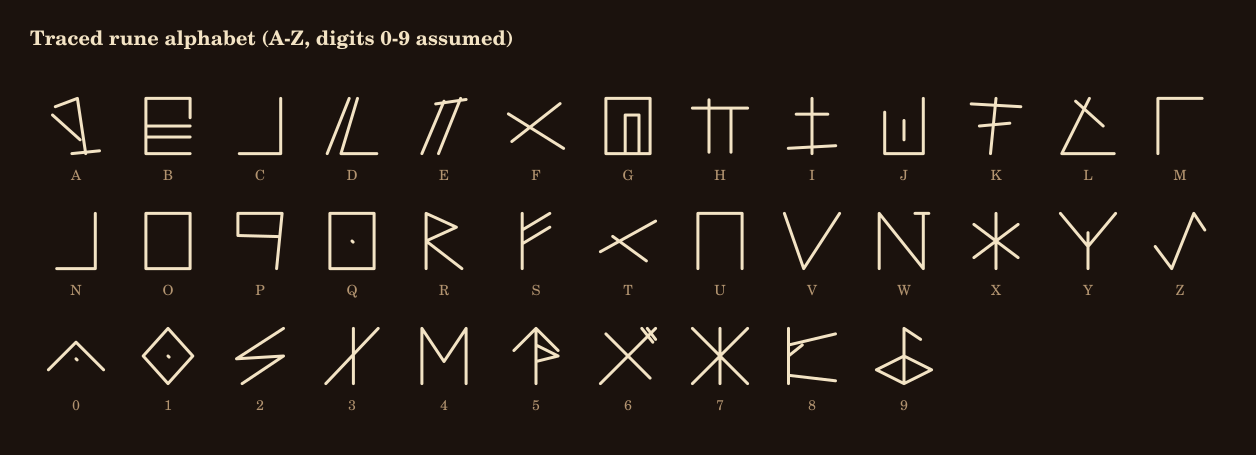 Traced rune alphabet (A-Z, digits 0-9 assumed)
A B C D E F G H I J K L M
N O P Q R S T U V W X Y Z
0 1 2 3 4 5 6 7 8 9